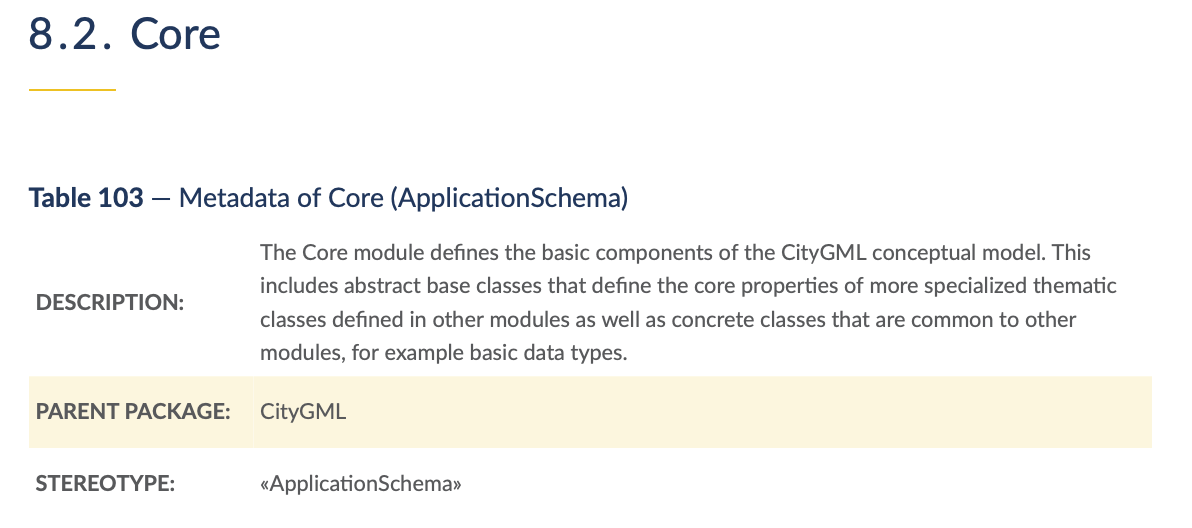 8.2. Core
Table 103 — Metadata of Core (ApplicationSchema)
The Core module defines the basic components of the CityGML conceptual model. This
includes abstract base classes that define the core properties of more specialized thematic
DESCRIPTION:
classes defined in other modules as well as concrete classes that are common to other
modules, for example basic data types.
PARENT PACKAGE: CityGML
STEREOTYPE: «ApplicationSchema»